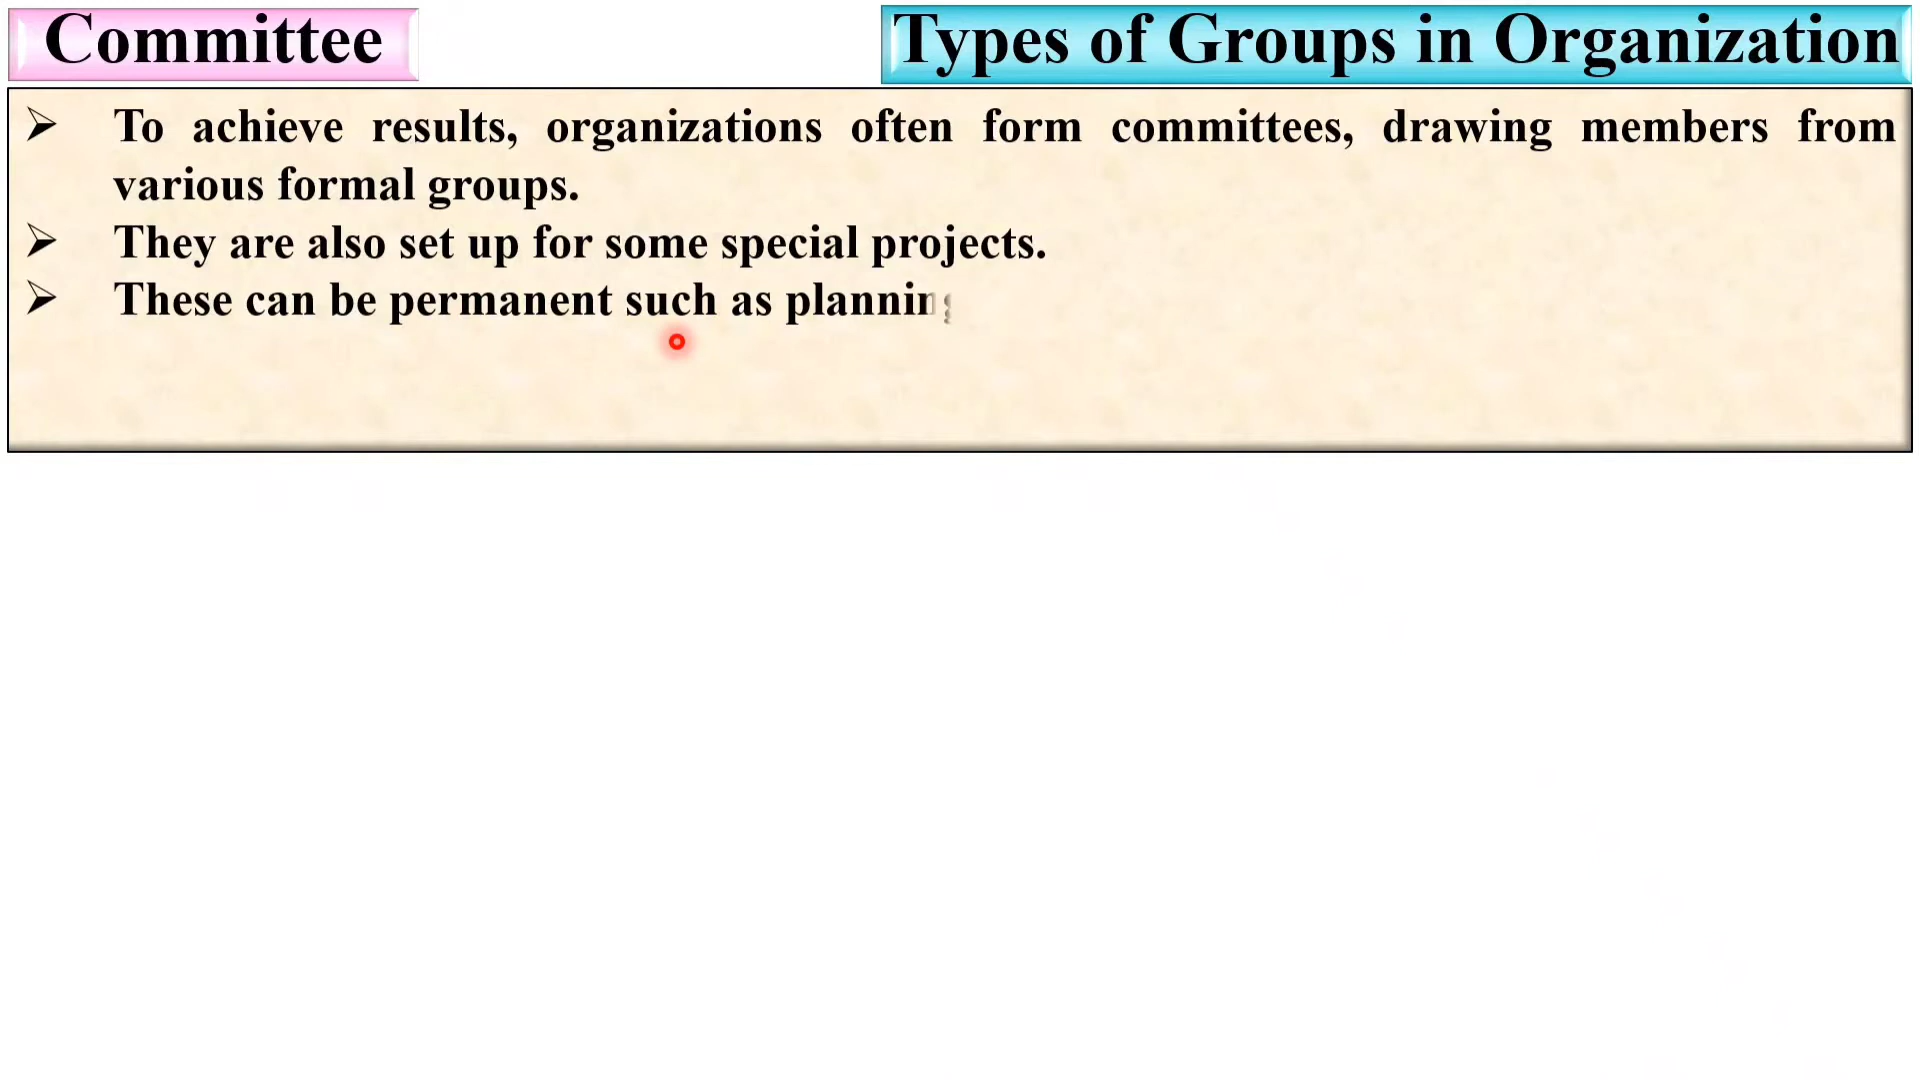 Committee
Types of Groups in Organization
➢ To achieve results, organizations often form committees, drawing members from
various formal groups.
➢ They are also set up for some special projects.
➢ These can be permanent such as planning